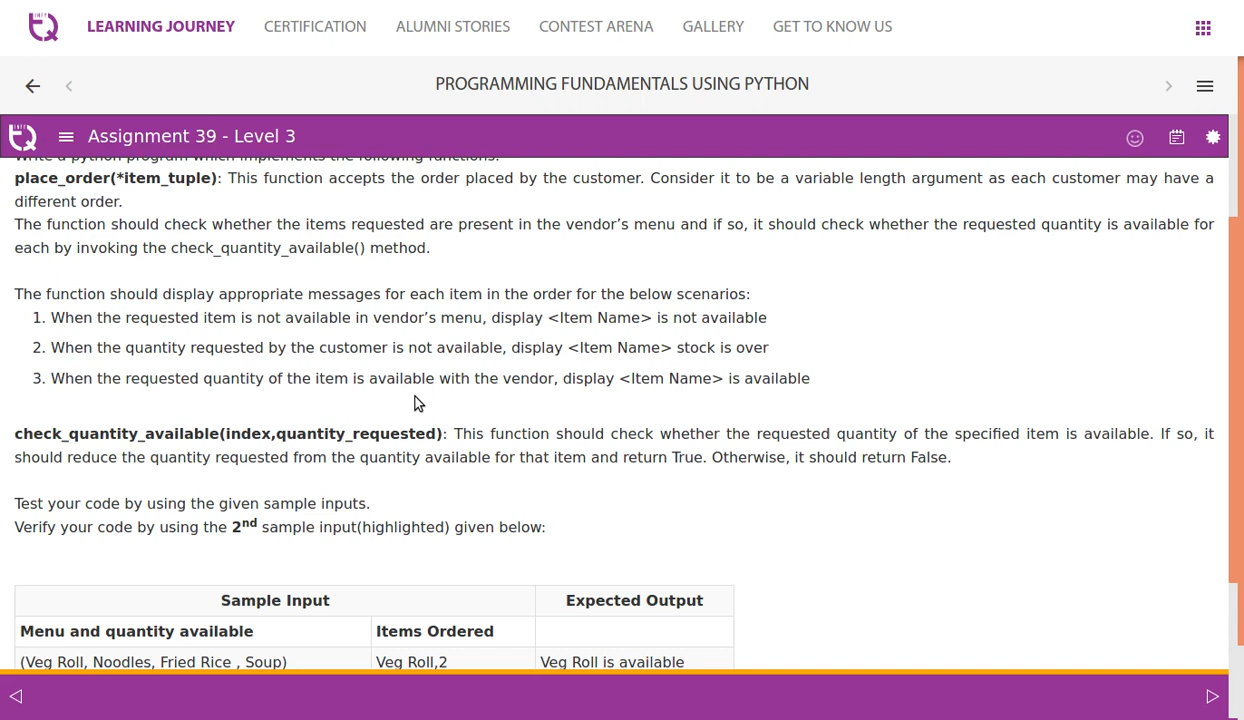 LEARNING JOURNEY CERTIFICATION ALUMNI STORIES CONTEST ARENA GALLERY GET TO KNOW US
PROGRAMMING FUNDAMENTALS USING PYTHON
Assignment 39 - Level 3
Write a python program which implements the following functions:
place_order(*item_tuple): This function accepts the order placed by the customer. Consider it to be a variable length argument as each customer may have a
different order.
The function should check whether the items requested are present in the vendor’s menu and if so, it should check whether the requested quantity is available for
each by invoking the check_quantity_available() method.
The function should display appropriate messages for each item in the order for the below scenarios:
1. When the requested item is not available in vendor’s menu, display <Item Name> is not available
2. When the quantity requested by the customer is not available, display <Item Name> stock is over
3. When the requested quantity of the item is available with the vendor, display <Item Name> is available
check_quantity_available(index,quantity_requested): This function should check whether the requested quantity of the specified item is available. If so, it
should reduce the quantity requested from the quantity available for that item and return True. Otherwise, it should return False.
Test your code by using the given sample inputs.
Verify your code by using the 2nd sample input(highlighted) given below:
Sample Input Expected Output
Menu and quantity available Items Ordered
(Veg Roll, Noodles, Fried Rice , Soup) Veg Roll,2 Veg Roll is available